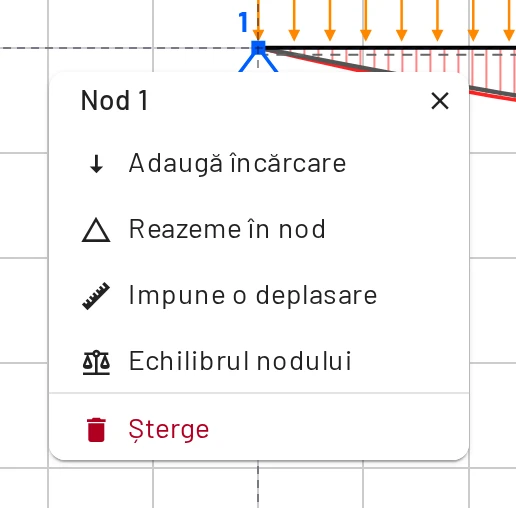 1
Nod 1
Adaugă încărcare
Reazeme în nod
Impune o deplasare
Echilibrul nodului
Șterge